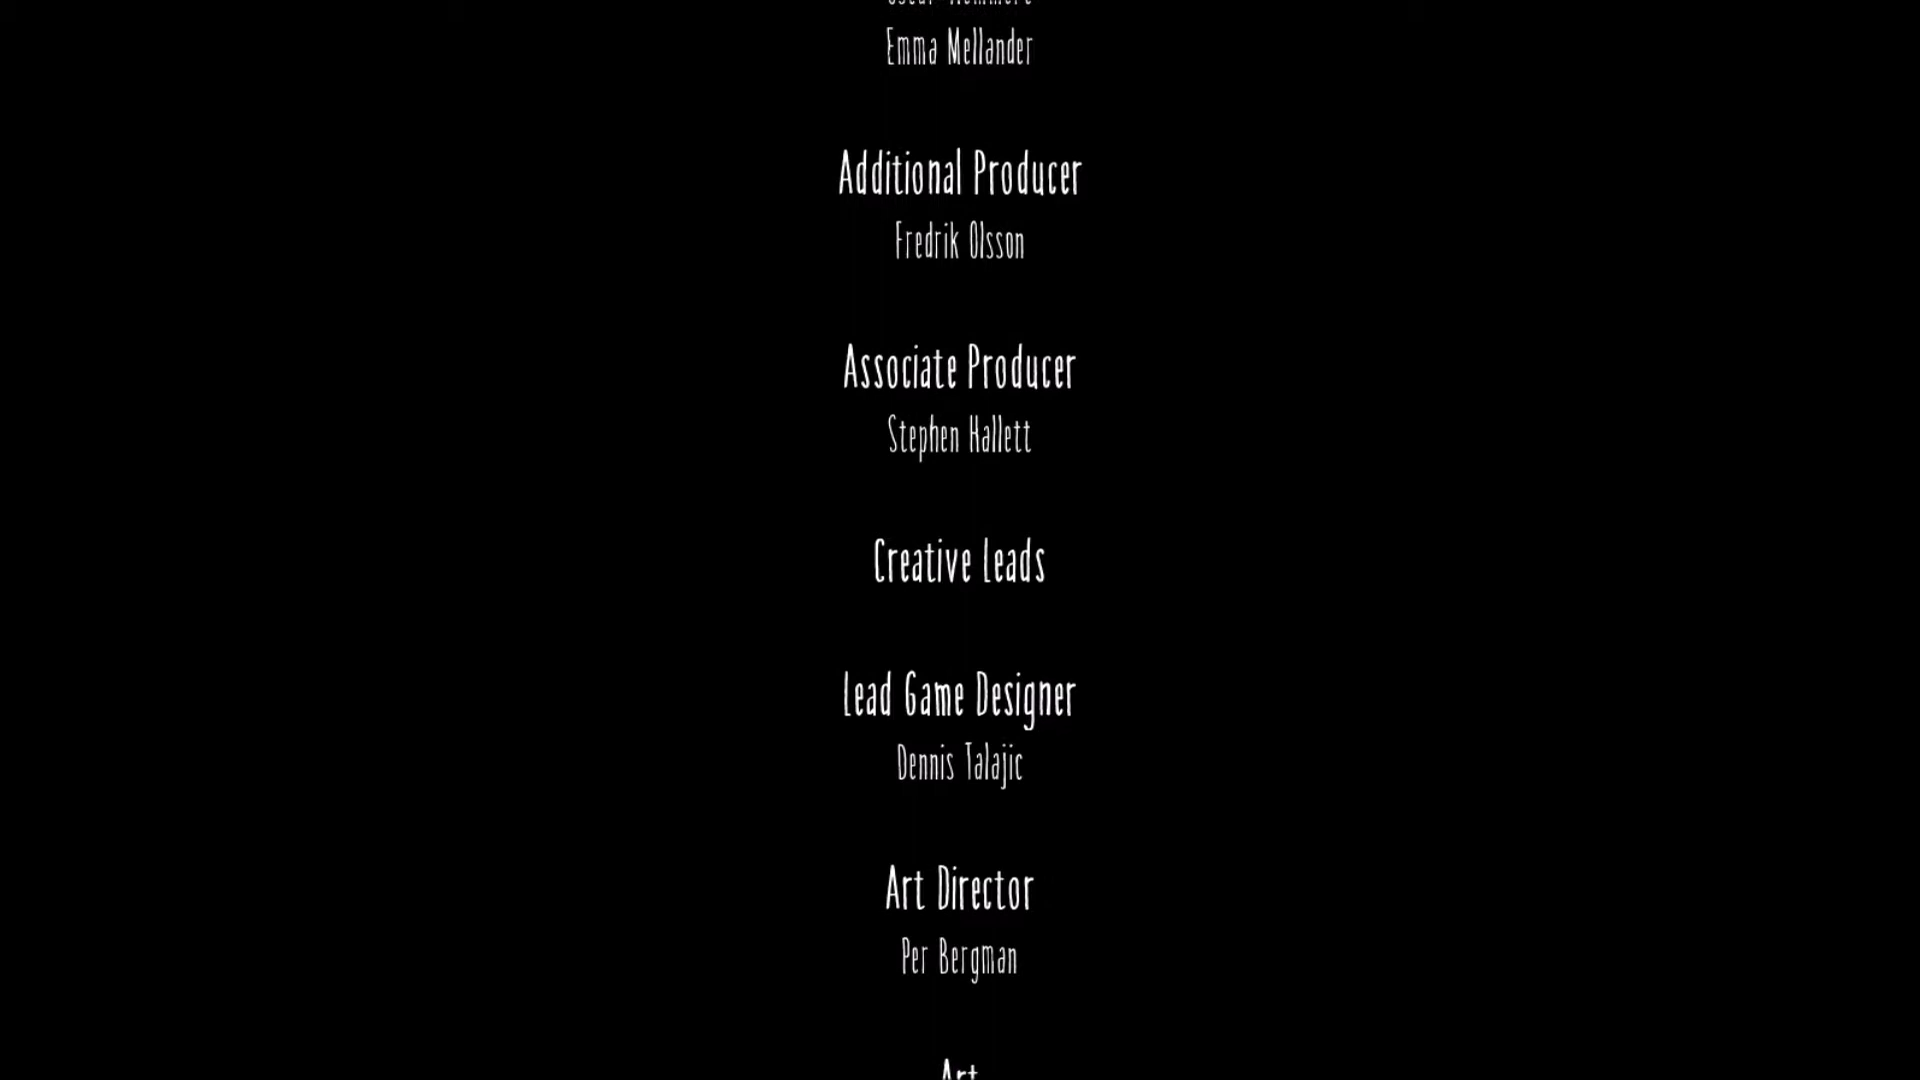 Emma Mellander
Additional Producer
Fredrik Olsson
Associate Producer
Stephen Hallett
Creative Leads
Lead Game Designer
Dennis Talajic
Art Director
Per Bergman
Art